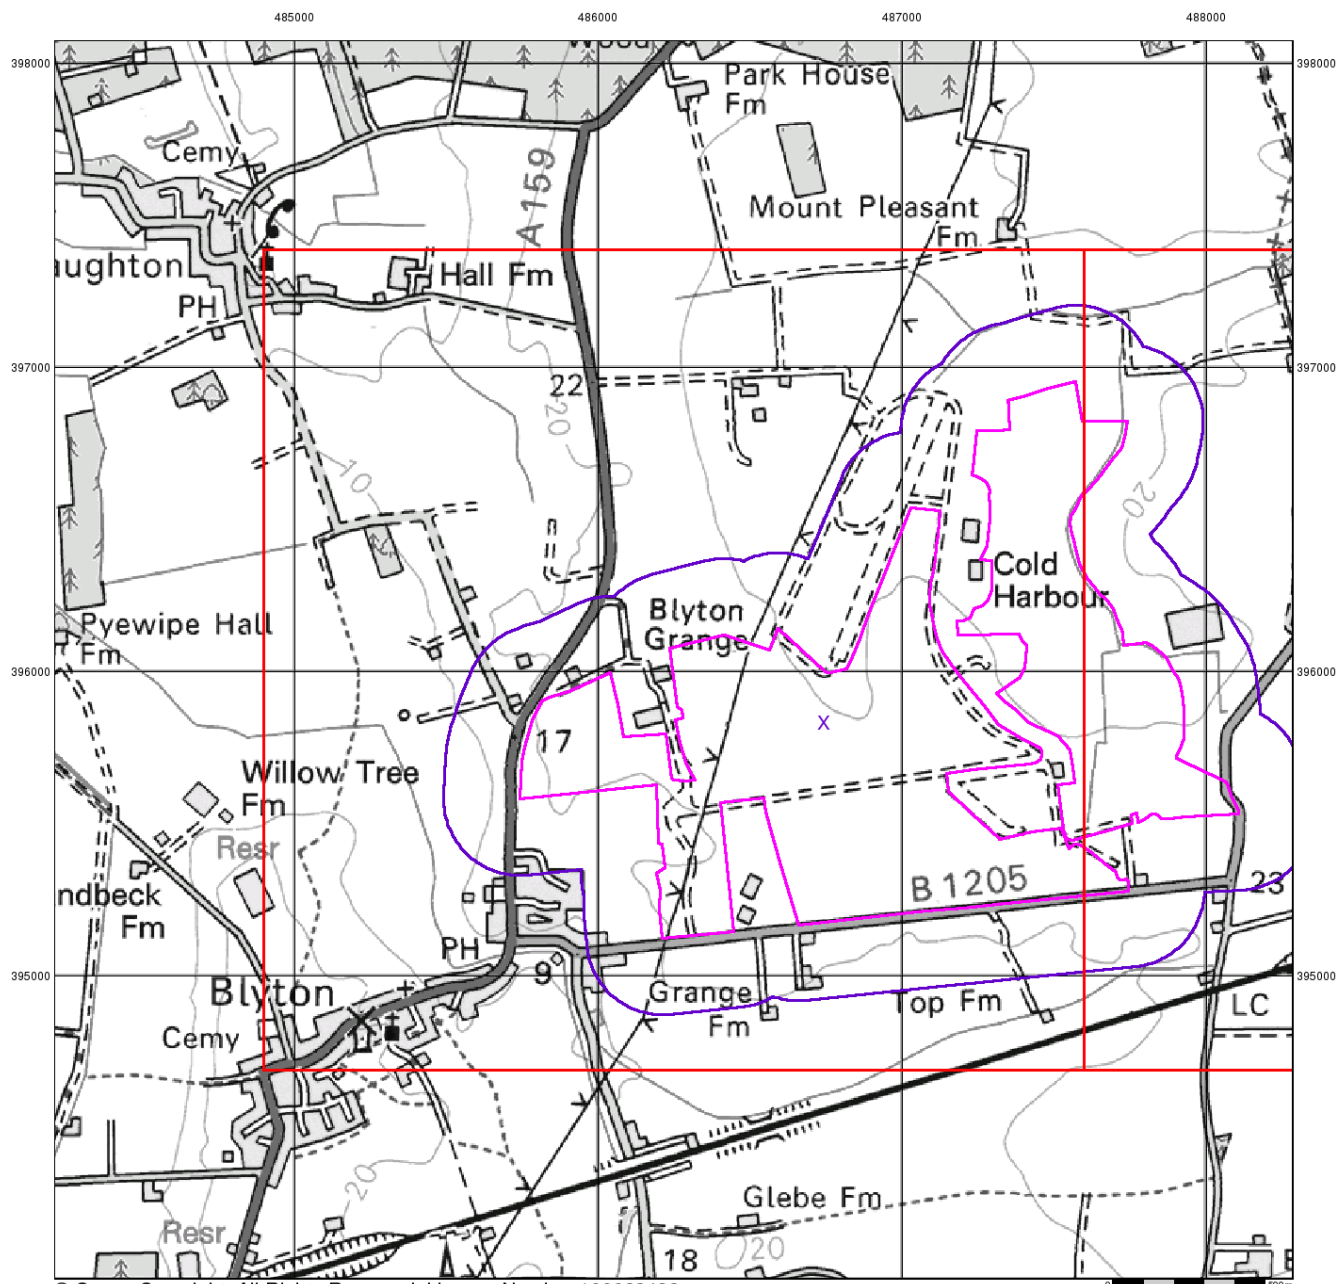 485000 486000 487000 488000
398000 398000
Park House
Fm
Cemy
A 159
Mount Pleasant
Fm
aughton
Hall Fm
PH
397000 397000
22
20
10
20
Cold
Harbour
Blyton
Grange
Pyewipe Hall
Fm
396000 396000
X
17
Willow Tree
Fm
Resr
B 1205
23
ndbeck
Fm
PH
9
395000 395000
Blyton
Grange
Fm
Top Fm
LC
Cemy
20
Glebe Fm
Resr
20
18